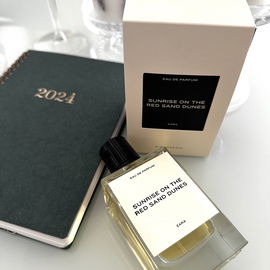 EAU DE PARFUM
SUNRISE ON THE
RED SAND DUNES
ZARA
2024
EAU DE PARFUM
SUNRISE ON THE
RED SAND DUNES
ZARA